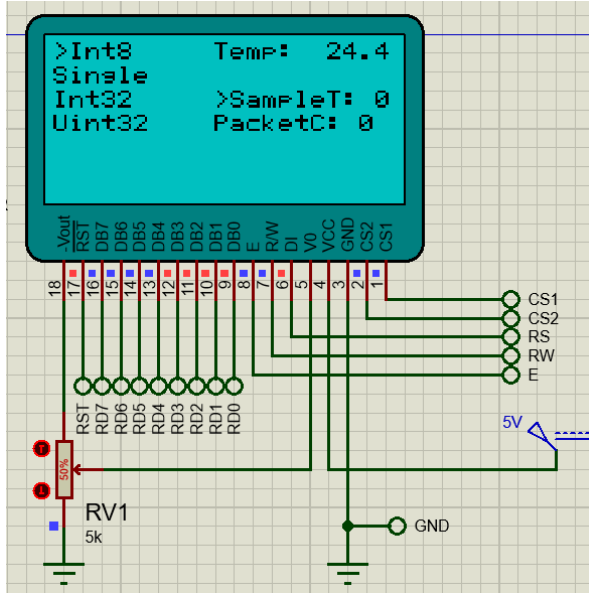 >Int8 Temp: 24.4
Single
Int32 >SampleT: 0
Uint32 PacketC: 0
-Vout RST DB7 DB6 DB5 DB4 DB3 DB2 DB1 DB0 E R/W DI V0 VCC GND CS2 CS1
18 17 16 15 14 13 12 11 10 9 8 7 6 5 4 3 2 1
CS1
CS2
RS
RW
E
RST RD7 RD6 RD5 RD4 RD3 RD2 RD1 RD0
5V
50%
RV1
5k
GND